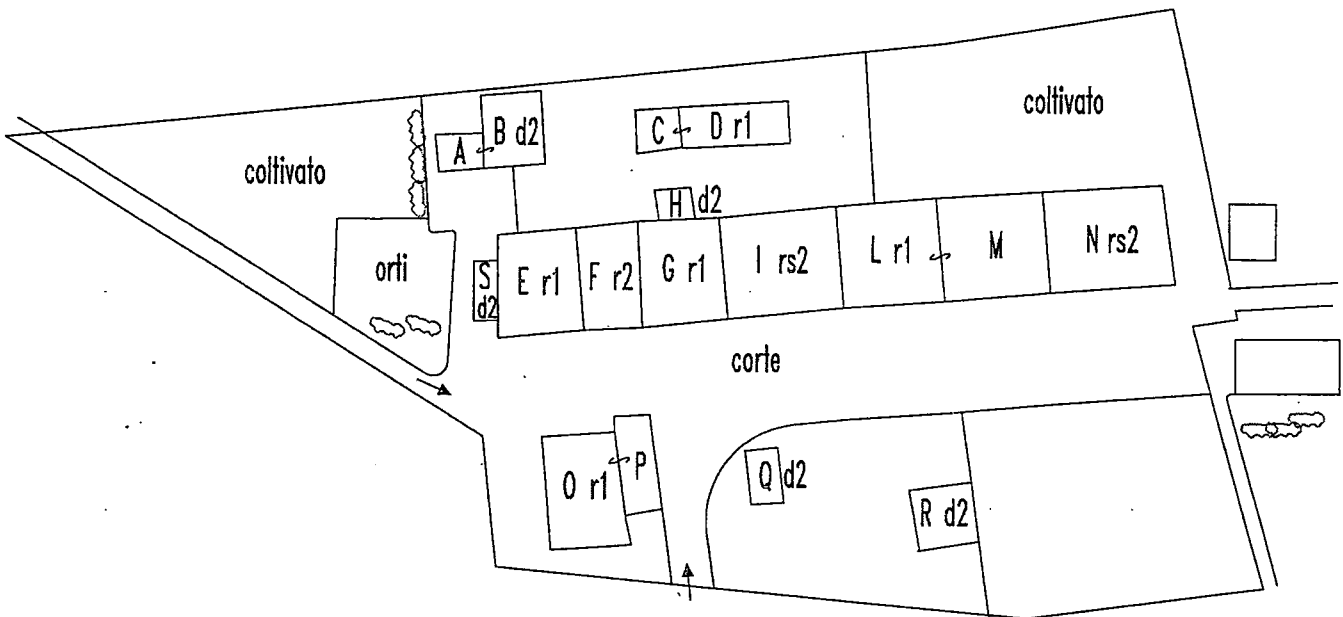 coltivato
B d2
A
C
D r1
coltivato
H d2
orti
S
d2
E r1
F r2
G r1
I rs2
L r1
M
N rs2
corte
O r1
P
Q d2
R d2